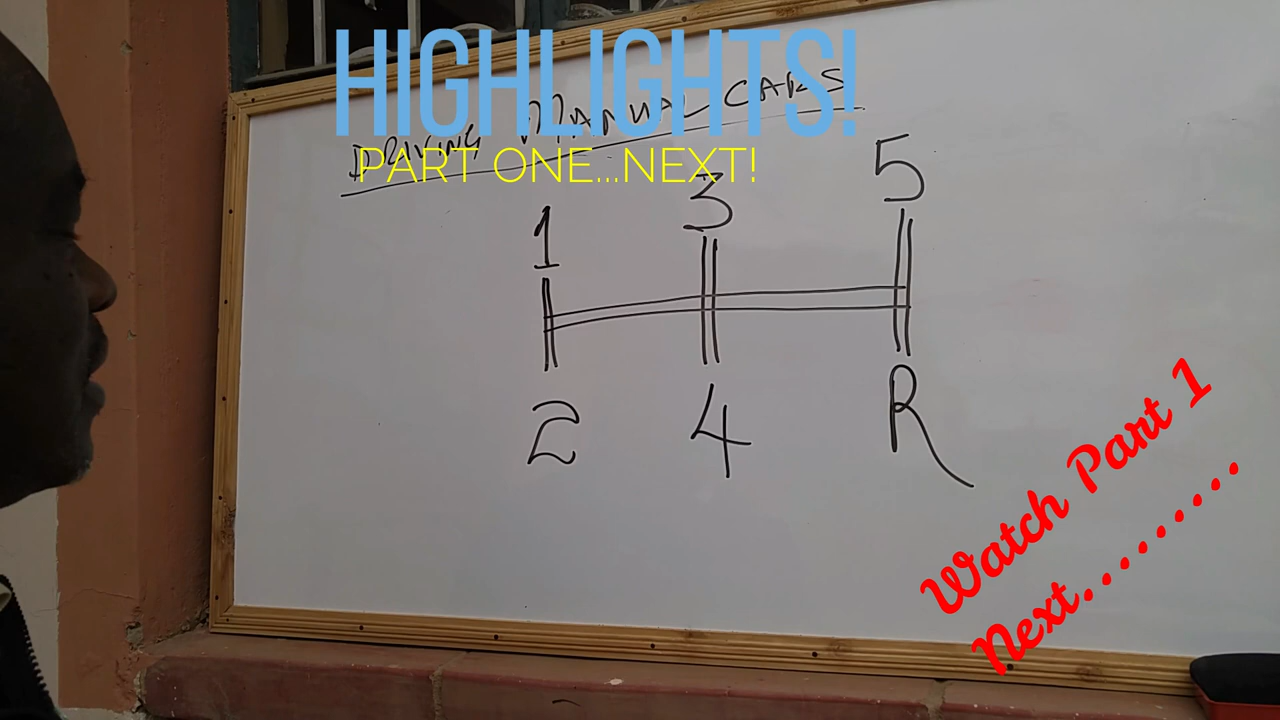 HIGHLIGHTS!
DRIVING MANUAL CARS
PART ONE...NEXT!
1 3 5
2 4 R
Watch Part 1
Next.........